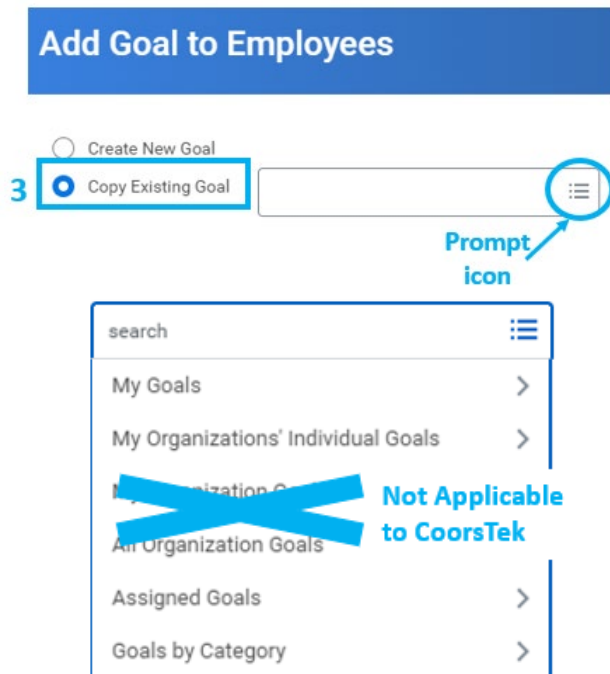 Add Goal to Employees
Create New Goal
3
Copy Existing Goal
Prompt
icon
search
My Goals
My Organizations' Individual Goals
Not Applicable
to CoorsTek
All Organization Goals
Assigned Goals
Goals by Category